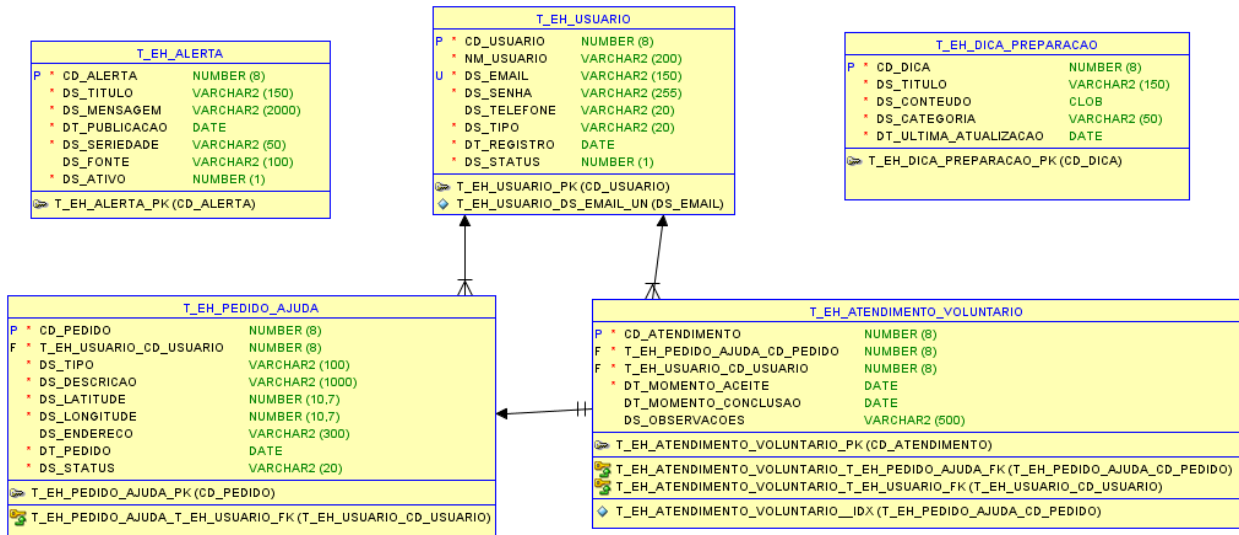 T_EH_ALERTA
P * CD_ALERTA NUMBER (8)
* DS_TITULO VARCHAR2 (150)
* DS_MENSAGEM VARCHAR2 (2000)
* DT_PUBLICACAO DATE
* DS_SERIEDADE VARCHAR2 (50)
DS_FONTE VARCHAR2 (100)
* DS_ATIVO NUMBER (1)
T_EH_ALERTA_PK (CD_ALERTA)
T_EH_USUARIO
P * CD_USUARIO NUMBER (8)
* NM_USUARIO VARCHAR2 (200)
U * DS_EMAIL VARCHAR2 (150)
* DS_SENHA VARCHAR2 (255)
DS_TELEFONE VARCHAR2 (20)
* DS_TIPO VARCHAR2 (20)
* DT_REGISTRO DATE
* DS_STATUS NUMBER (1)
T_EH_USUARIO_PK (CD_USUARIO)
T_EH_USUARIO_DS_EMAIL_UN (DS_EMAIL)
T_EH_DICA_PREPARACAO
P * CD_DICA NUMBER (8)
* DS_TITULO VARCHAR2 (150)
* DS_CONTEUDO CLOB
* DS_CATEGORIA VARCHAR2 (50)
* DT_ULTIMA_ATUALIZACAO DATE
T_EH_DICA_PREPARACAO_PK (CD_DICA)
T_EH_PEDIDO_AJUDA
P * CD_PEDIDO NUMBER (8)
F * T_EH_USUARIO_CD_USUARIO NUMBER (8)
* DS_TIPO VARCHAR2 (100)
* DS_DESCRICAO VARCHAR2 (1000)
* DS_LATITUDE NUMBER (10,7)
* DS_LONGITUDE NUMBER (10,7)
DS_ENDERECO VARCHAR2 (300)
* DT_PEDIDO DATE
* DS_STATUS VARCHAR2 (20)
T_EH_PEDIDO_AJUDA_PK (CD_PEDIDO)
T_EH_PEDIDO_AJUDA_T_EH_USUARIO_FK (T_EH_USUARIO_CD_USUARIO)
T_EH_ATENDIMENTO_VOLUNTARIO
P * CD_ATENDIMENTO NUMBER (8)
F * T_EH_PEDIDO_AJUDA_CD_PEDIDO NUMBER (8)
F * T_EH_USUARIO_CD_USUARIO NUMBER (8)
* DT_MOMENTO_ACEITE DATE
DT_MOMENTO_CONCLUSAO DATE
DS_OBSERVACOES VARCHAR2 (500)
T_EH_ATENDIMENTO_VOLUNTARIO_PK (CD_ATENDIMENTO)
T_EH_ATENDIMENTO_VOLUNTARIO_T_EH_PEDIDO_AJUDA_FK (T_EH_PEDIDO_AJUDA_CD_PEDIDO)
T_EH_ATENDIMENTO_VOLUNTARIO_T_EH_USUARIO_FK (T_EH_USUARIO_CD_USUARIO)
T_EH_ATENDIMENTO_VOLUNTARIO__IDX (T_EH_PEDIDO_AJUDA_CD_PEDIDO)